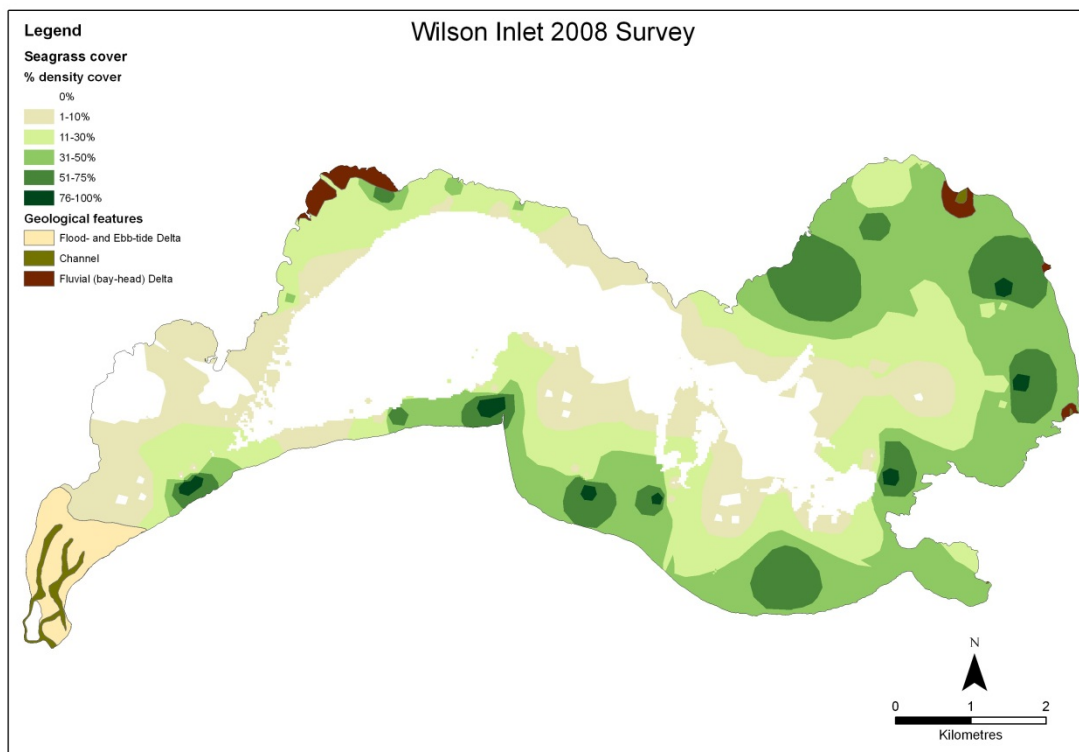 Wilson Inlet 2008 Survey
Legend
Seagrass cover
% density cover
0%
1-10%
11-30%
31-50%
51-75%
76-100%
Geological features
Flood- and Ebb-tide Delta
Channel
Fluvial (bay-head) Delta
N
0 1 2
Kilometres